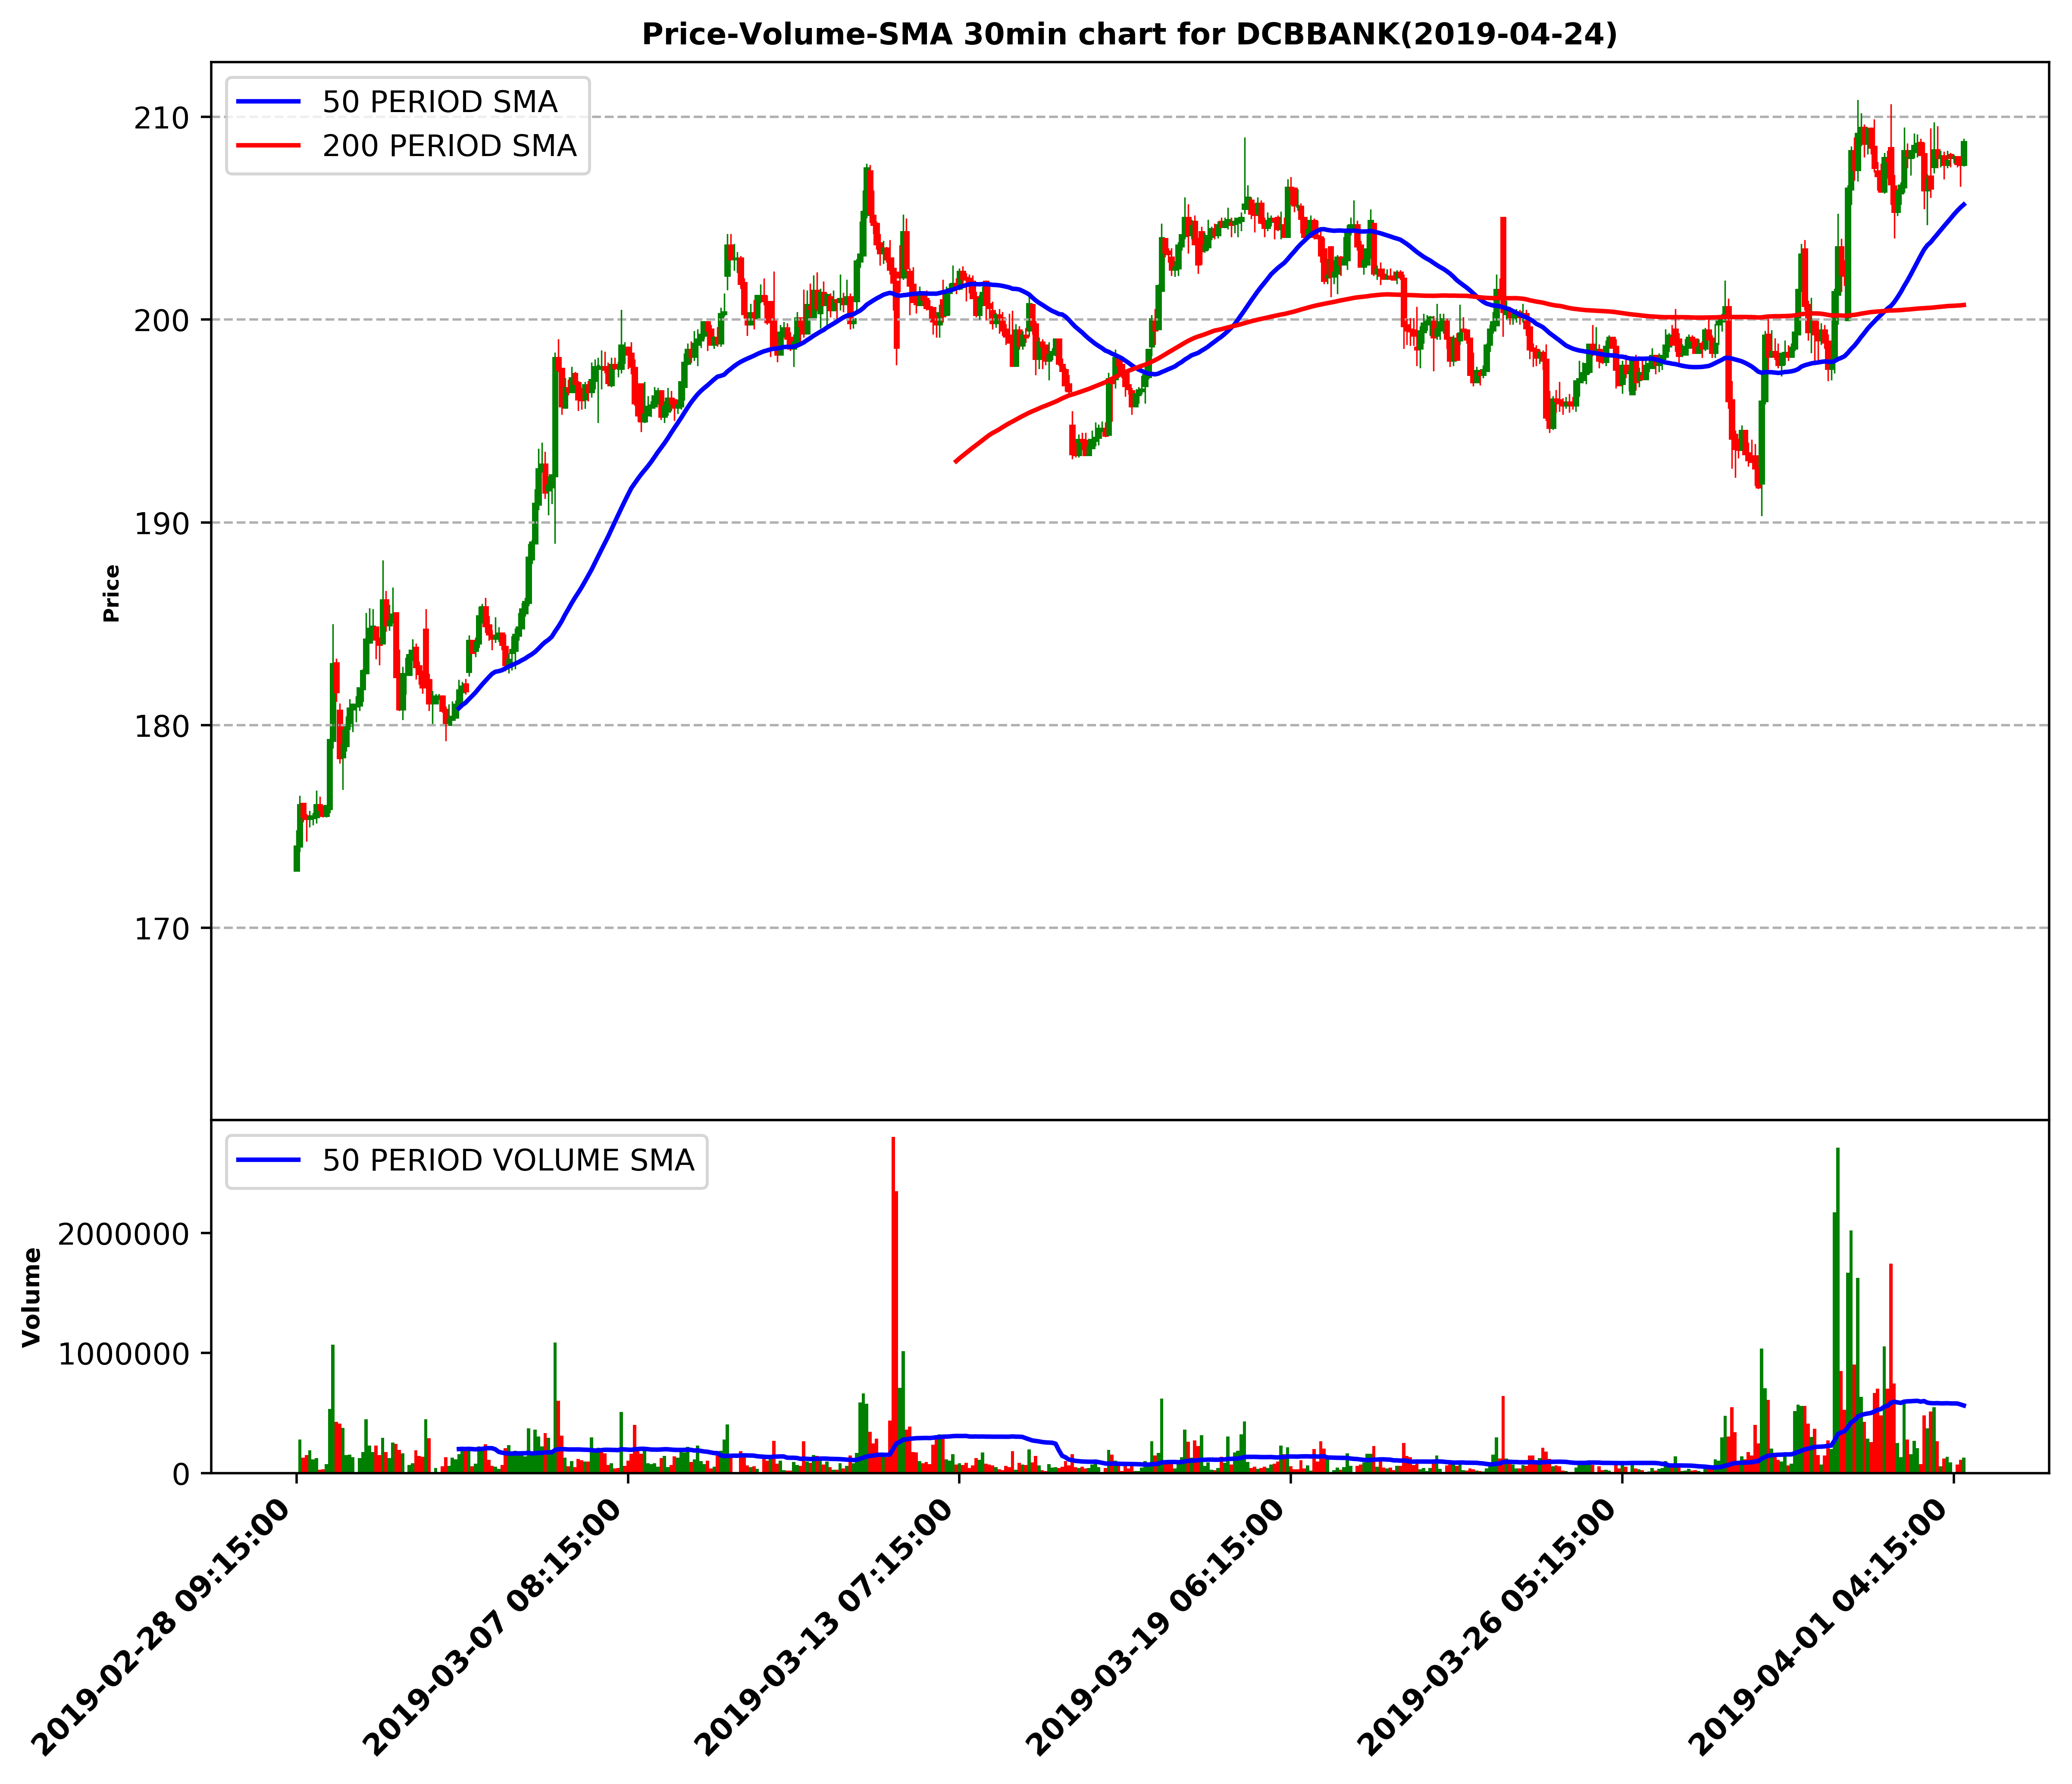 Price-Volume-SMA 30min chart for DCBBANK(2019-04-24)
50 PERIOD SMA
200 PERIOD SMA
210
200
190
180
170
Price
50 PERIOD VOLUME SMA
2000000
1000000
0
Volume
2019-02-28 09:15:00
2019-03-07 08:15:00
2019-03-13 07:15:00
2019-03-19 06:15:00
2019-03-26 05:15:00
2019-04-01 04:15:00